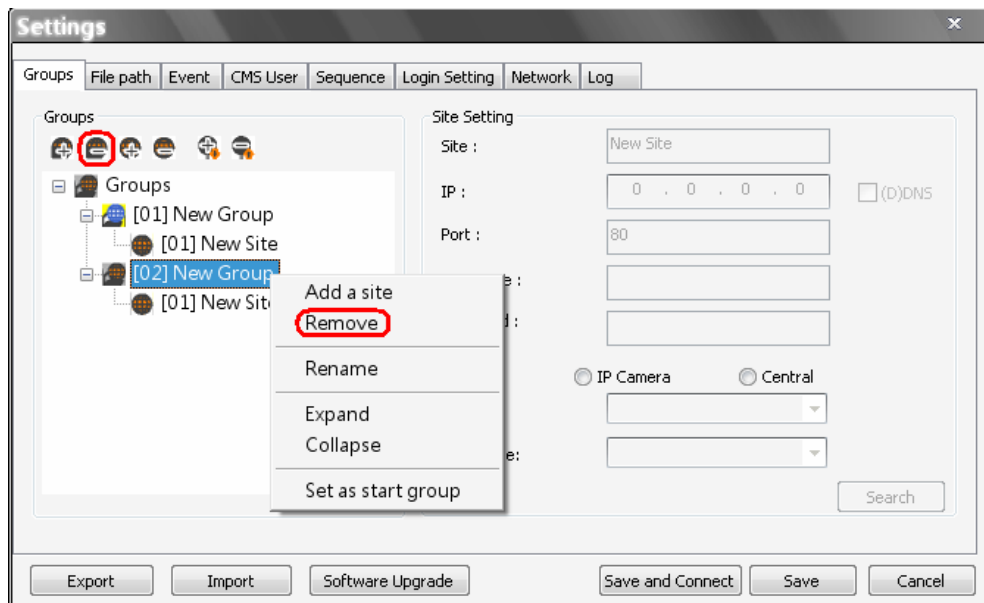 Settings
Groups File path Event CMS User Sequence Login Setting Network Log
Groups
Groups
[01] New Group
[01] New Site
[02] New Group
[01] New Sit
Add a site
Remove
Rename
Expand
Collapse
Set as start group
Site Setting
Site : New Site
IP : 0 . 0 . 0 . 0 (D)DNS
Port : 80
e :
d :
IP Camera Central
e:
Search
Export Import Software Upgrade Save and Connect Save Cancel